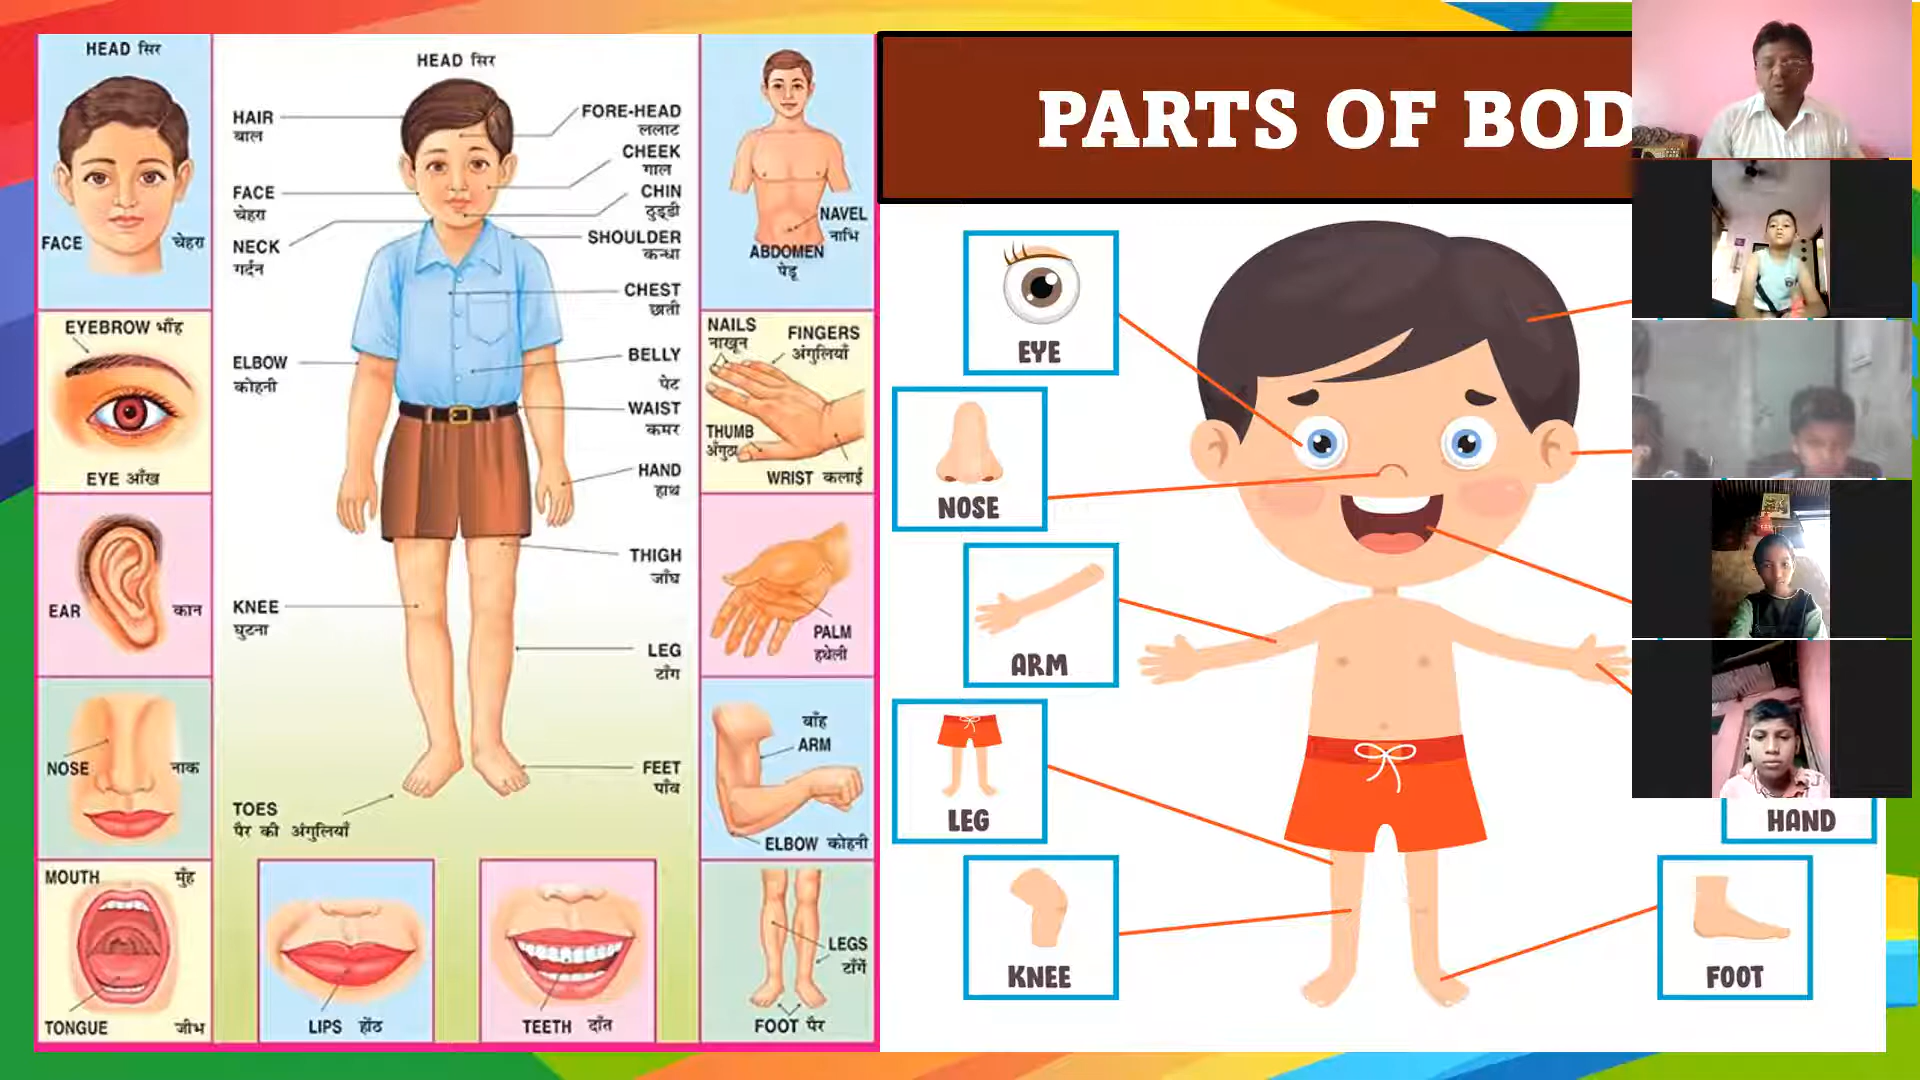 HEAD सिर
FACE चेहरा
EYEBROW भौंह
EYE आँख
EAR कान
NOSE नाक
MOUTH मुँह
TONGUE जीभ
HEAD सिर
HAIR
बाल
FACE
चेहरा
NECK
गर्दन
ELBOW
कोहनी
KNEE
घुटना
TOES
पैर की अंगुलियाँ
FORE-HEAD
ललाट
CHEEK
गाल
CHIN
ठुड्डी
SHOULDER
कन्धा
CHEST
छाती
BELLY
पेट
WAIST
कमर
HAND
हाथ
THIGH
जाँघ
LEG
टाँग
FEET
पाँव
LIPS होंठ
TEETH दाँत
NAVEL
नाभि
ABDOMEN
पेडू
NAILS
नाखून
FINGERS
अंगुलियाँ
THUMB
अँगुठा
WRIST कलाई
PALM
हथेली
बाँह
ARM
ELBOW कोहनी
LEGS
टाँगें
FOOT पैर
PARTS OF BOD
EYE
NOSE
ARM
LEG
KNEE
HAND
FOOT